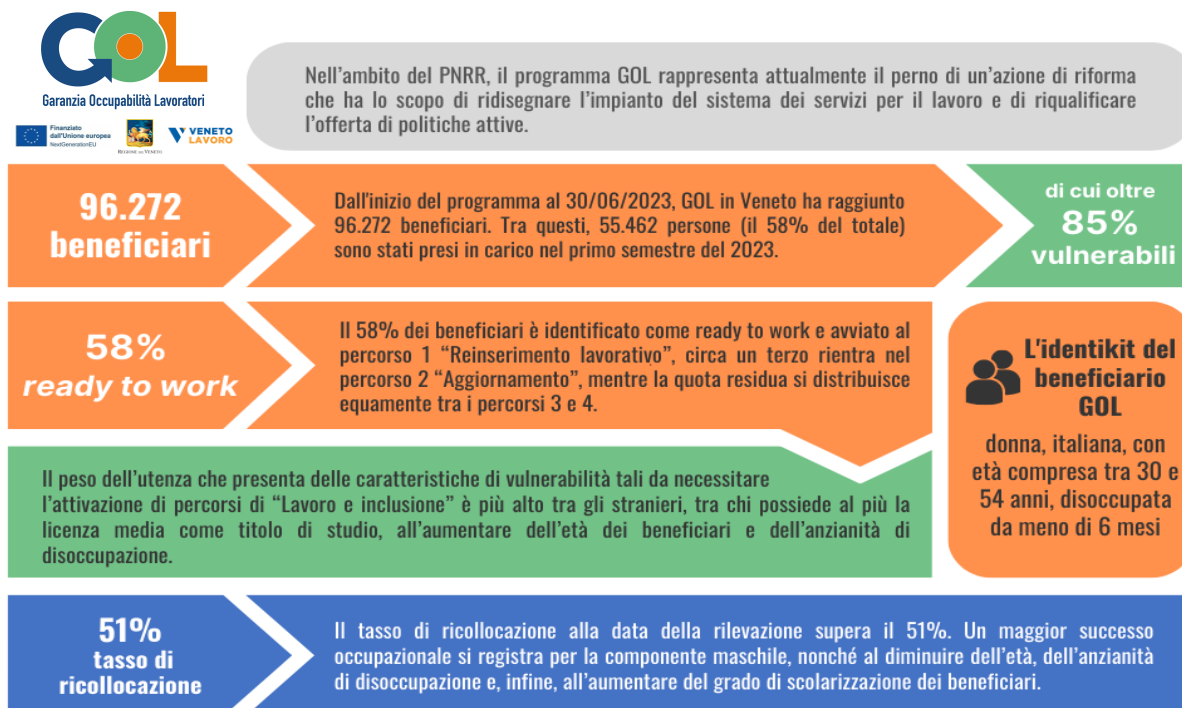 GOL
Garanzia Occupabilità Lavoratori
Finanziato
dall'Unione europea
NextGenerationEU
REGIONE DEL VENETO
VENETO
LAVORO
Nell'ambito del PNRR, il programma GOL rappresenta attualmente il perno di un'azione di riforma
che ha lo scopo di ridisegnare l'impianto del sistema dei servizi per il lavoro e di riqualificare
l'offerta di politiche attive.
96.272
beneficiari
Dall'inizio del programma al 30/06/2023, GOL in Veneto ha raggiunto
96.272 beneficiari. Tra questi, 55.462 persone (il 58% del totale)
sono stati presi in carico nel primo semestre del 2023.
di cui oltre
85%
vulnerabili
58%
ready to work
Il 58% dei beneficiari è identificato come ready to work e avviato al
percorso 1 “Reinserimento lavorativo”, circa un terzo rientra nel
percorso 2 “Aggiornamento”, mentre la quota residua si distribuisce
equamente tra i percorsi 3 e 4.
L'identikit del
beneficiario
GOL
donna, italiana, con
età compresa tra 30 e
54 anni, disoccupata
da meno di 6 mesi
Il peso dell'utenza che presenta delle caratteristiche di vulnerabilità tali da necessitare
l'attivazione di percorsi di “Lavoro e inclusione” è più alto tra gli stranieri, tra chi possiede al più la
licenza media come titolo di studio, all'aumentare dell'età dei beneficiari e dell'anzianità di
disoccupazione.
51%
tasso di
ricollocazione
Il tasso di ricollocazione alla data della rilevazione supera il 51%. Un maggior successo
occupazionale si registra per la componente maschile, nonché al diminuire dell'età, dell'anzianità
di disoccupazione e, infine, all'aumentare del grado di scolarizzazione dei beneficiari.